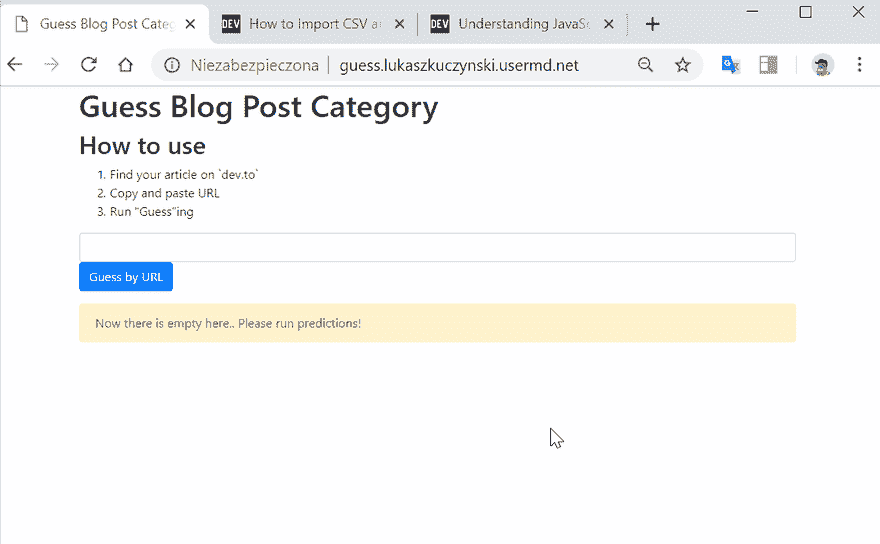 Guess Blog Post Categ
DEV How to import CSV a
DEV Understanding JavaSc
Niezabezpieczona | guess.lukaszkuczynski.usermd.net
Guess Blog Post Category
How to use
1. Find your article on `dev.to`
2. Copy and paste URL
3. Run "Guess"ing
Guess by URL
Now there is empty here.. Please run predictions!